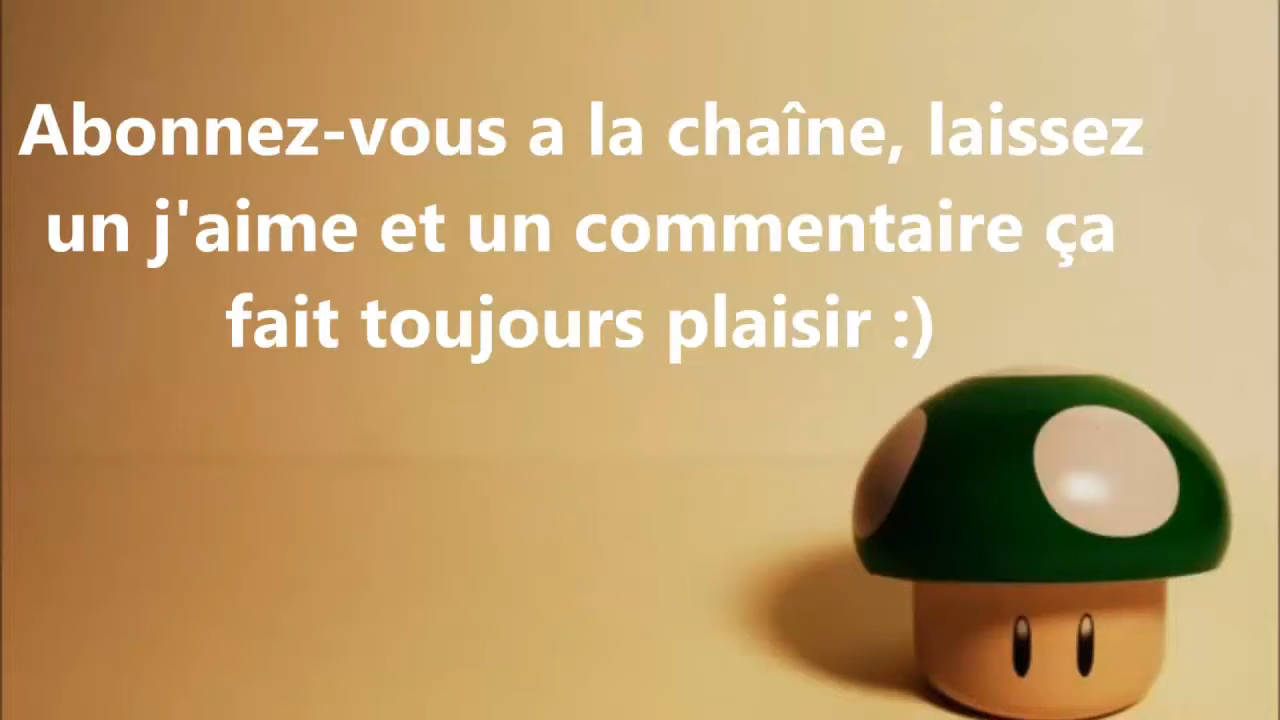 Abonnez-vous a la chaîne, laissez
un j'aime et un commentaire ça
fait toujours plaisir :)